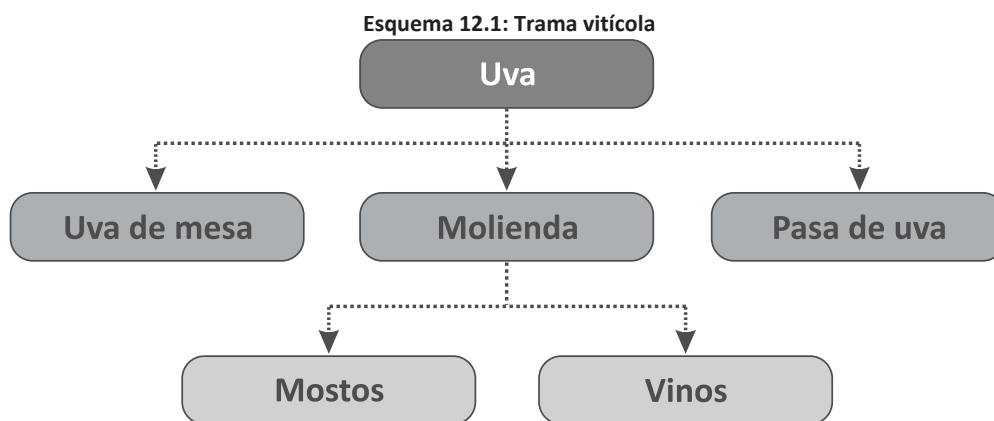 Esquema 12.1: Trama vitícola
Uva
Uva de mesa
Molienda
Pasa de uva
Mostos
Vinos